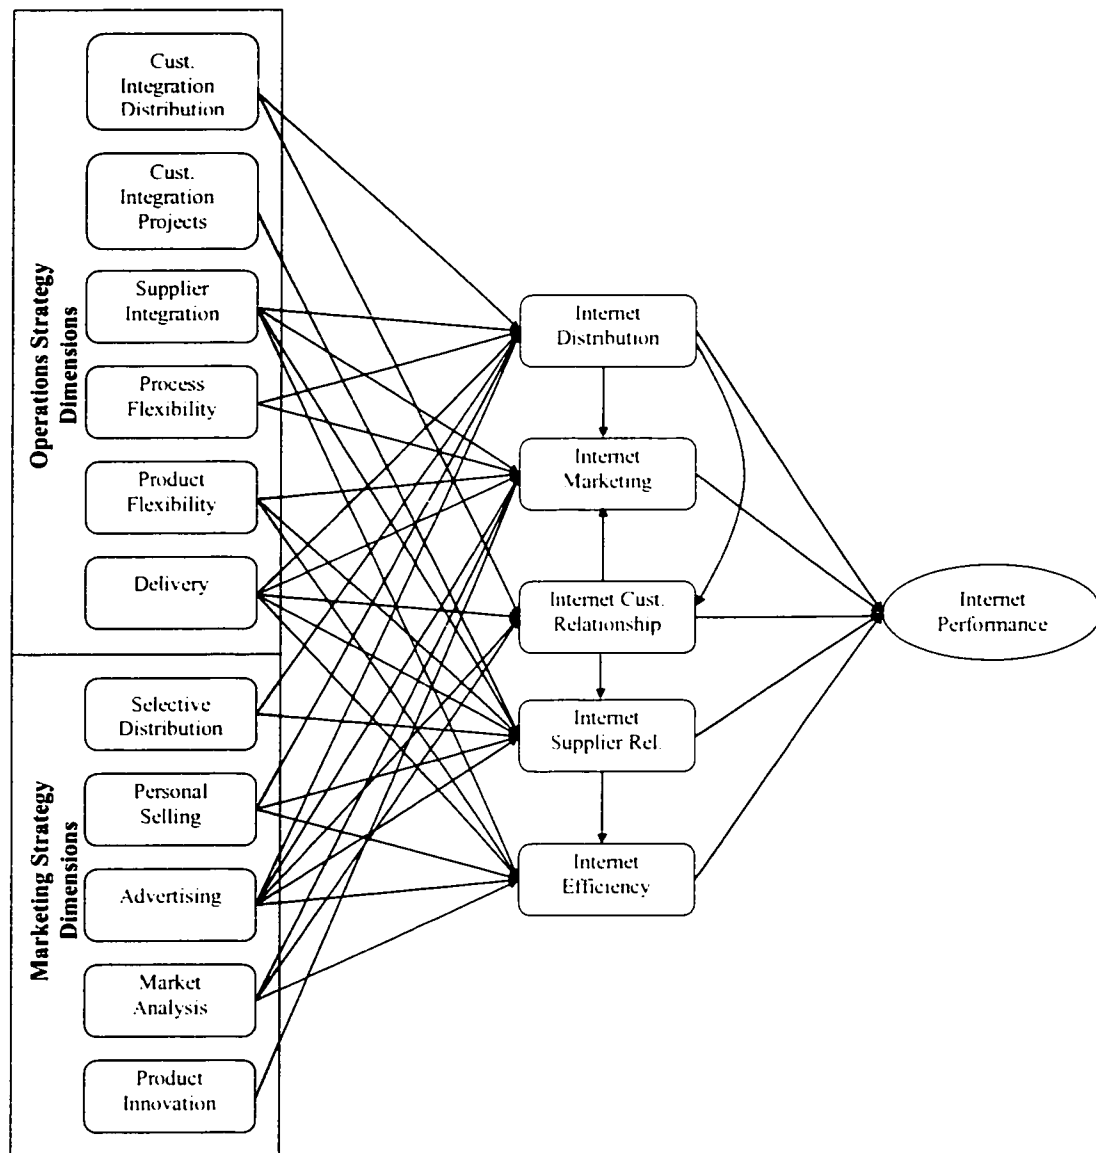 Operations Strategy
Dimensions
Cust.
Integration
Distribution
Cust.
Integration
Projects
Supplier
Integration
Process
Flexibility
Product
Flexibility
Delivery
Marketing Strategy
Dimensions
Selective
Distribution
Personal
Selling
Advertising
Market
Analysis
Product
Innovation
Internet
Distribution
Internet
Marketing
Internet Cust.
Relationship
Internet
Supplier Rel.
Internet
Efficiency
Internet
Performance